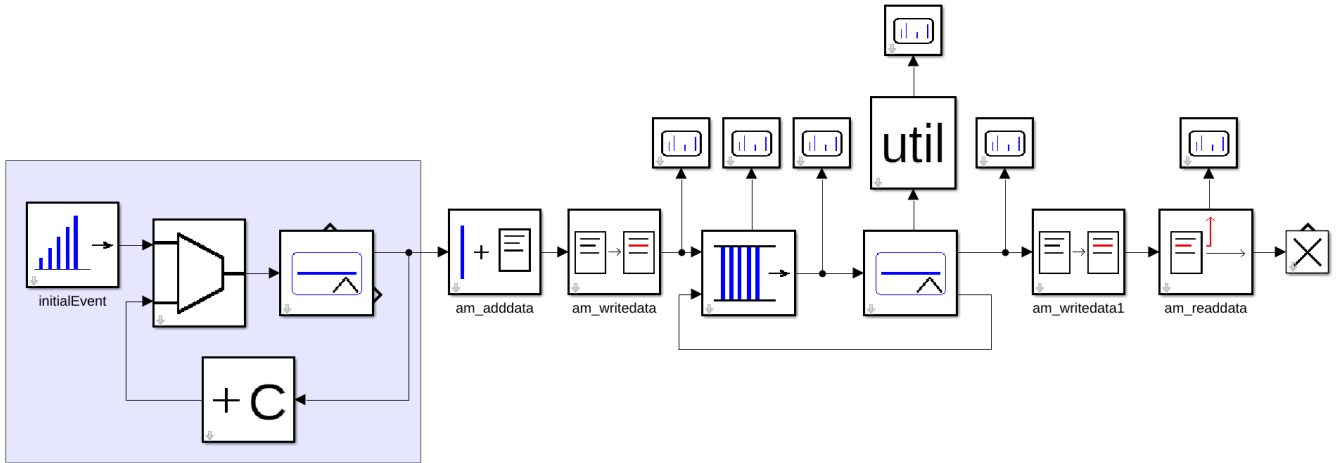 util
initialEvent
am_adddata
am_writedata
am_writedata1
am_readdata
+
+ C